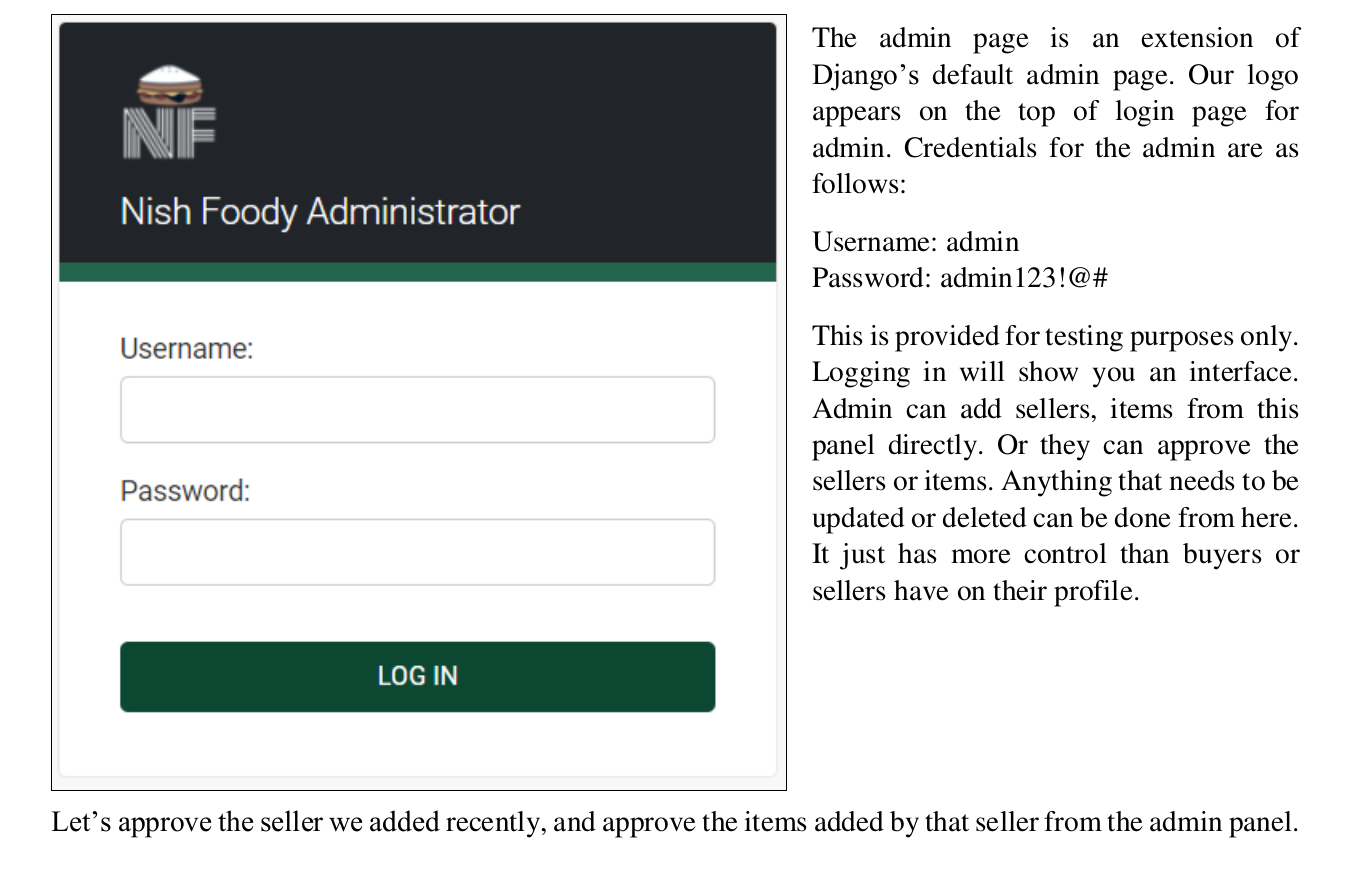 NF
Nish Foody Administrator
Username:
Password:
LOG IN
The admin page is an extension of
Django’s default admin page. Our logo
appears on the top of login page for
admin. Credentials for the admin are as
follows:
Username: admin
Password: admin123!@#
This is provided for testing purposes only.
Logging in will show you an interface.
Admin can add sellers, items from this
panel directly. Or they can approve the
sellers or items. Anything that needs to be
updated or deleted can be done from here.
It just has more control than buyers or
sellers have on their profile.
Let’s approve the seller we added recently, and approve the items added by that seller from the admin panel.